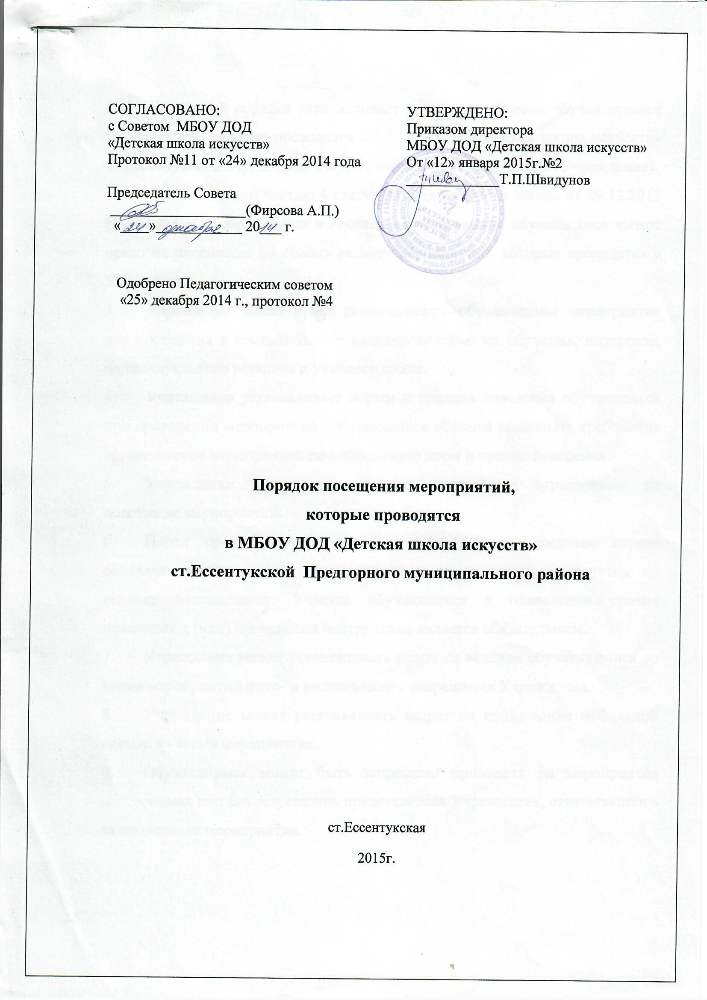 СОГЛАСОВАНО:
с Советом МБОУ ДОД
«Детская школа искусств»
Протокол №11 от «24» декабря 2014 года
Председатель Совета
(Фирсова А.П.)
«24» декабря 2014 г.
УТВЕРЖДЕНО:
Приказом директора
МБОУ ДОД «Детская школа искусств»
От «12» января 2015г.№2
Т.П.Швидунов
ДЕТСКАЯ
ШКОЛА
ИСКУССТВ"
Одобрено Педагогическим советом
«25» декабря 2014 г., протокол №4
Порядок посещения мероприятий,
которые проводятся
в МБОУ ДОД «Детская школа искусств»
ст.Ессентукской Предгорного муниципального района
ст.Ессентукская
2015г.